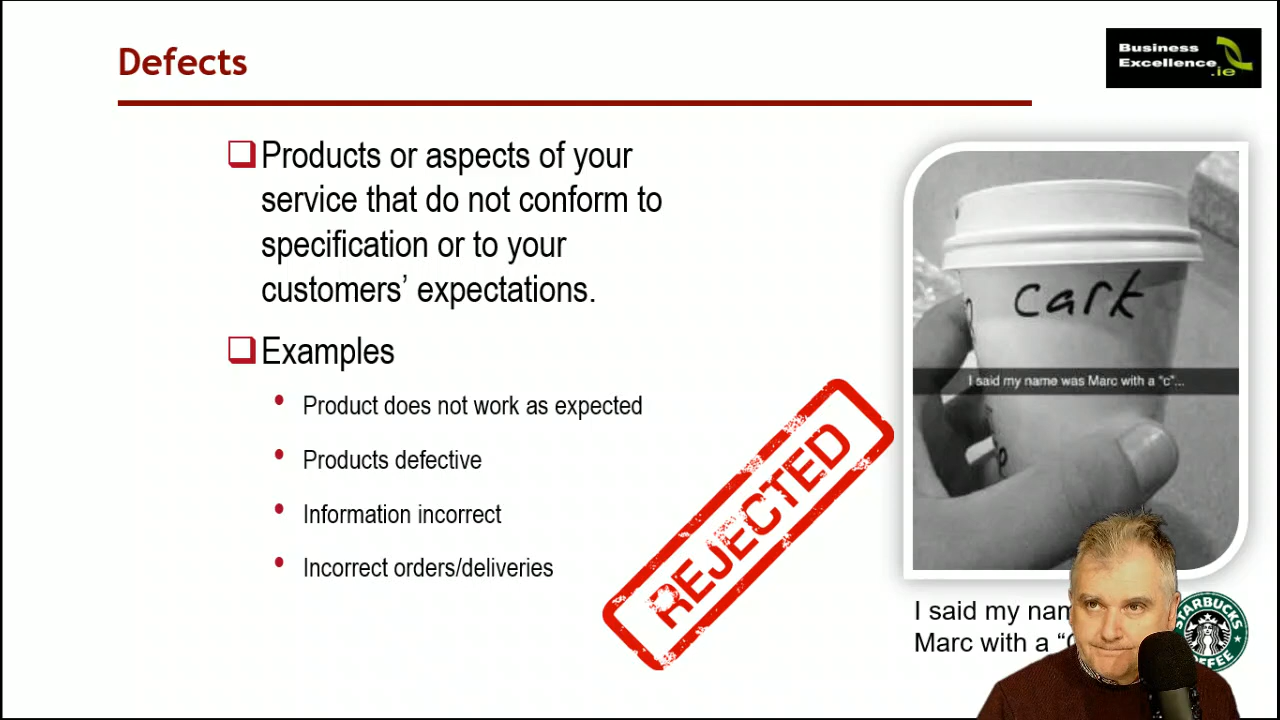 Defects
Business
Excellence
.ie
Products or aspects of your
service that do not conform to
specification or to your
customers’ expectations.
Examples
Product does not work as expected
Products defective
Information incorrect
Incorrect orders/deliveries
REJECTED
cark
I said my name was Marc with a “c”...
I said my
Marc with a
STARBUCKS
COFFEE